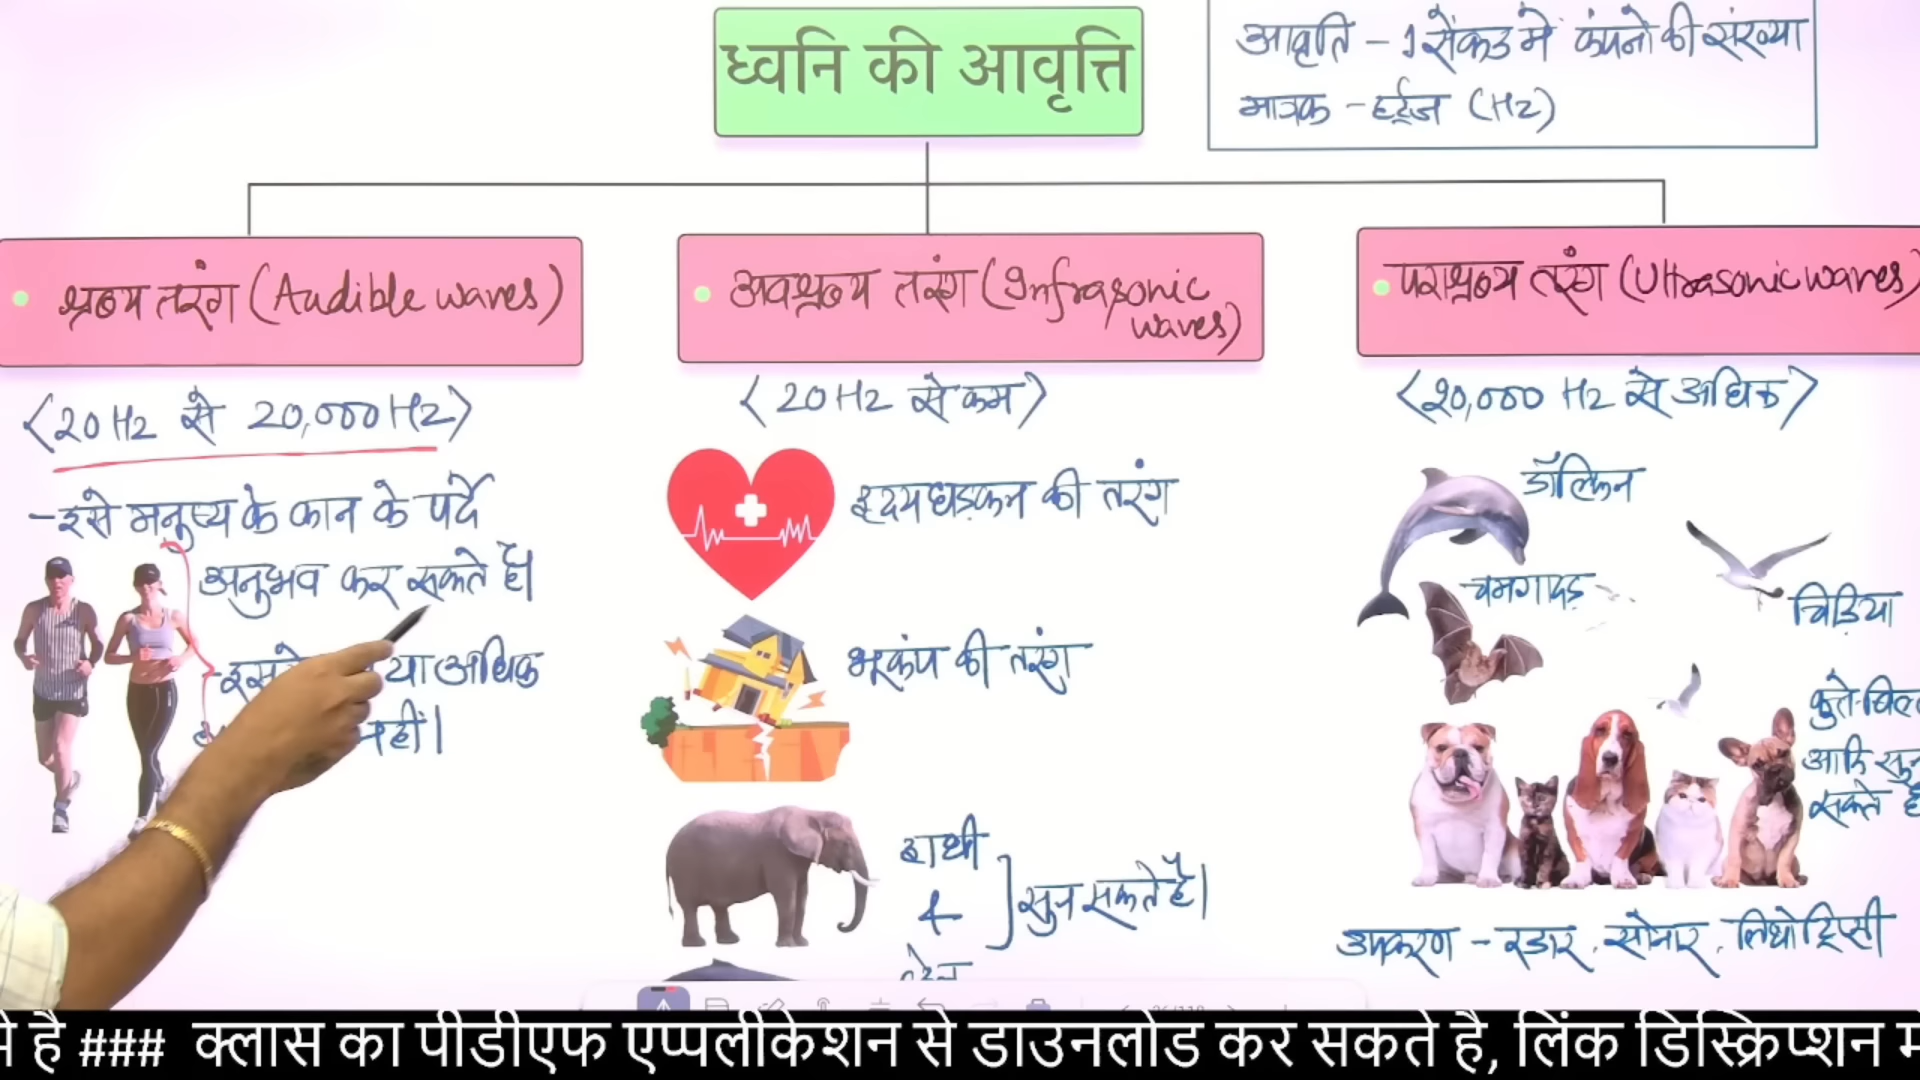 ध्वनि की आवृत्ति
आवृति - 1 सेंकड में कंपनो की संख्या
मात्रक - हर्ट्ज (Hz)
श्रव्य तरंग (Audible waves)
<20 Hz से 20,000 Hz>
- इसे मनुष्य के कान के पर्दे
अनुभव कर सकते है।
या अधिक
नहीं।
अवश्रव्य तरंग (Infrasonic
waves)
<20 Hz से कम>
हृदय धड़कन की तरंग
भूकंप की तरंग
हाथी
सुन सकते है।
पराश्रव्य तरंग (Ultrasonic waves)
<20,000 Hz से अधिक>
डॉल्फिन
चमगादड़
चिड़िया
कुत्ते-
आदि
सकते
उपकरण - रडार, सोनार, लिथोट्रिप्सी
है ### क्लास का पीडीएफ एप्पलीकेशन से डाउनलोड कर सकते है, लिंक डिस्क्रिप्शन